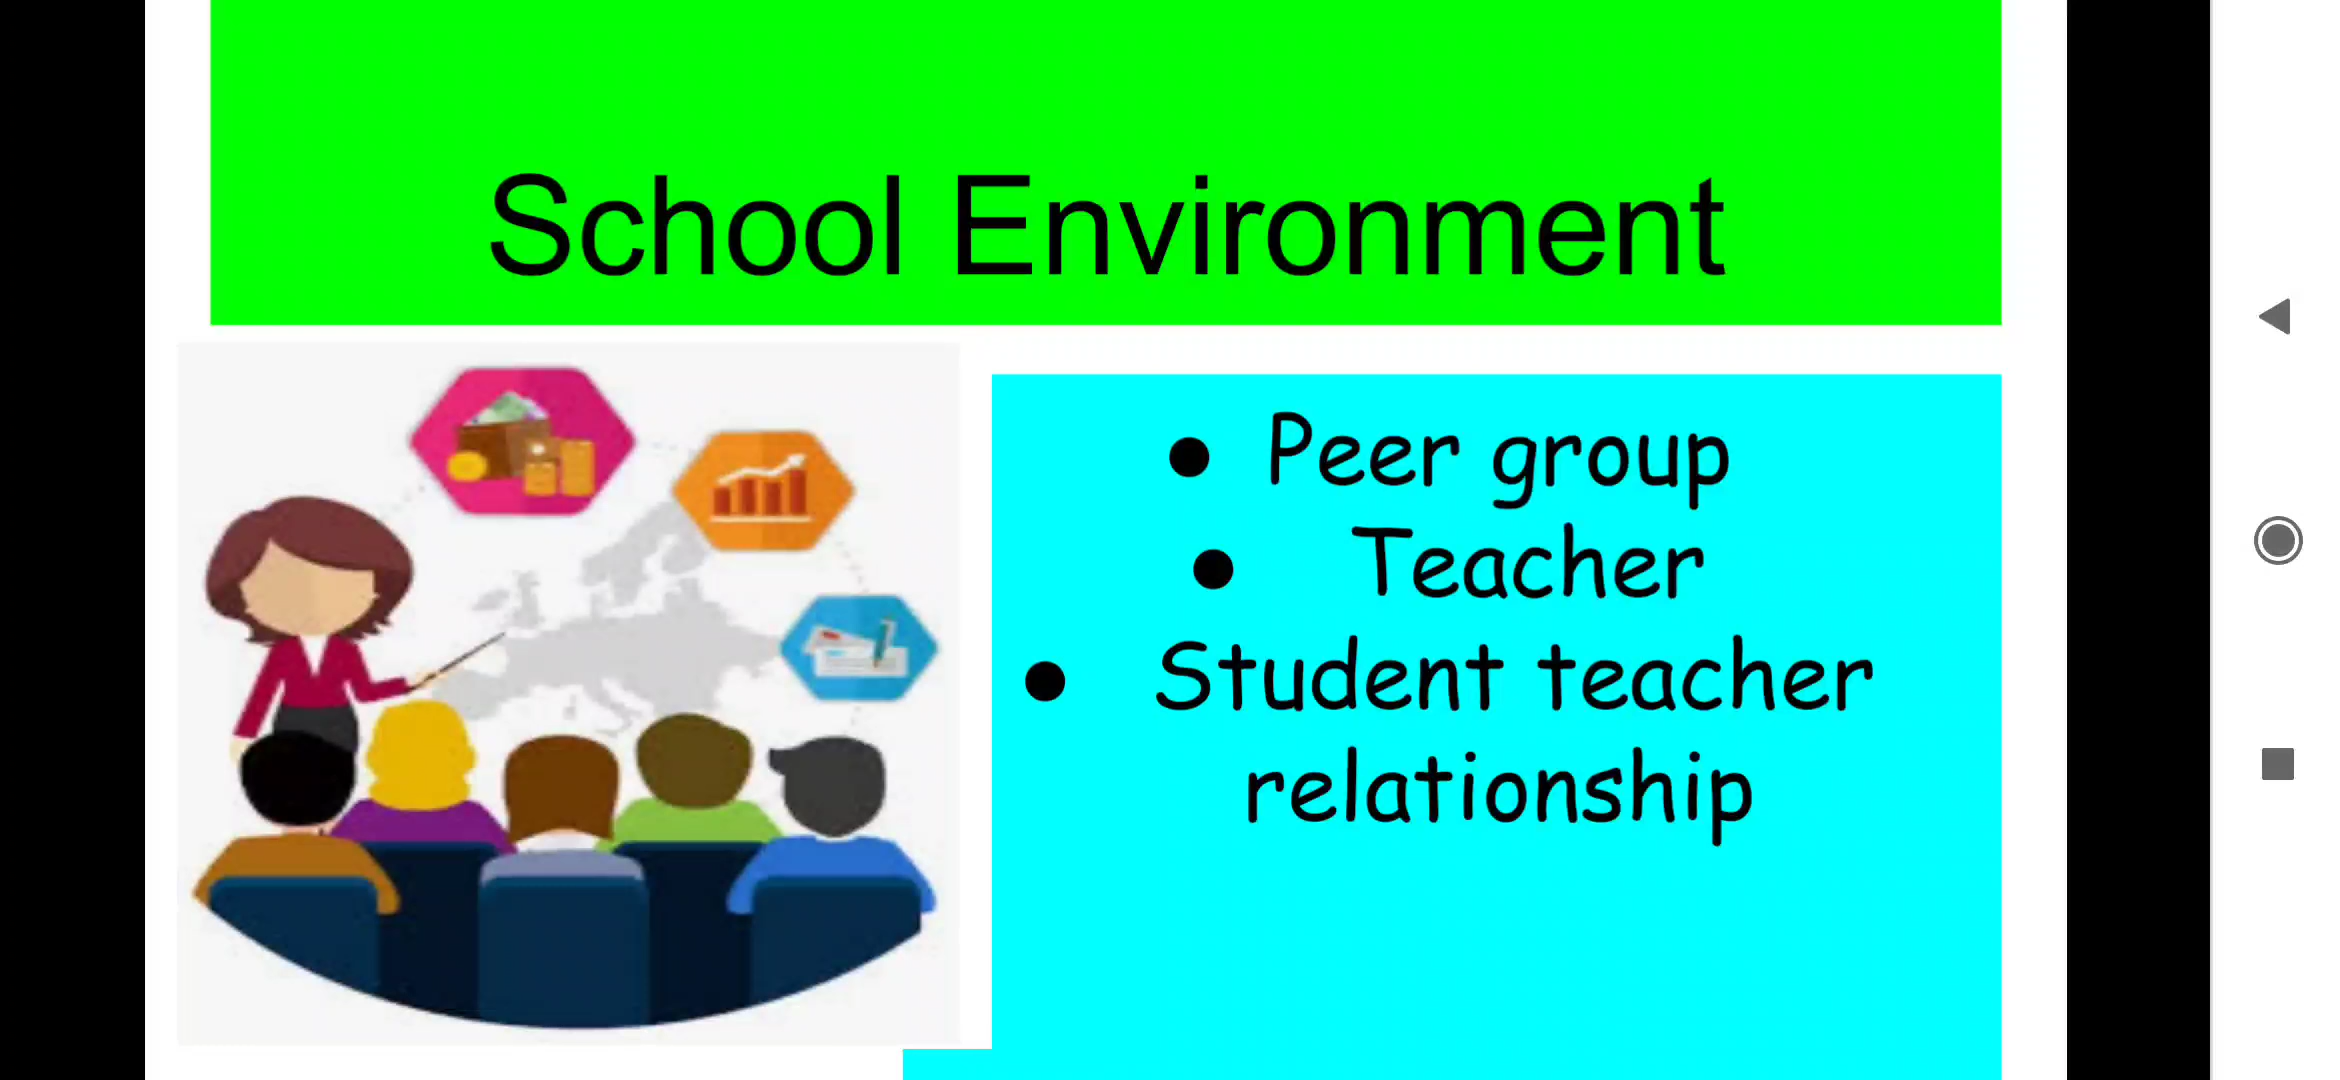 School Environment
● Peer group
● Teacher
● Student teacher
relationship